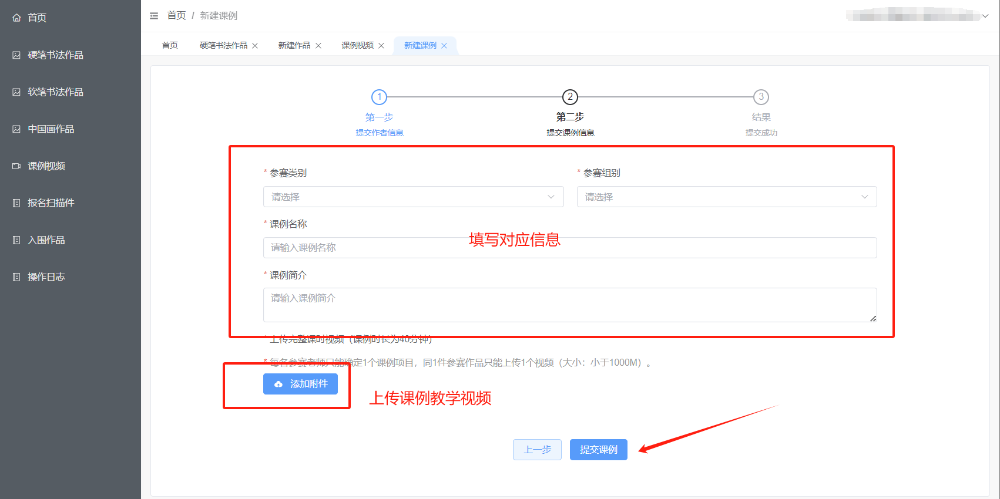 首页
硬笔书法作品
软笔书法作品
中国画作品
课例视频
报名扫描件
入围作品
操作日志
首页 / 新建课例
首页 硬笔书法作品 新建作品 课例视频 新建课例
1 2 3
第一步 第二步 结果
提交作者信息 提交课例信息 提交成功
* 参赛类别 * 参赛组别
请选择 请选择
* 课例名称
请输入课例名称
填写对应信息
* 课例简介
请输入课例简介
* 上传完整课时视频（课例时长为40分钟）
* 每名参赛老师只能确定1个课例项目，同1件参赛作品只能上传1个视频（大小：小于1000M）。
添加附件
上传课例教学视频
上一步 提交课例